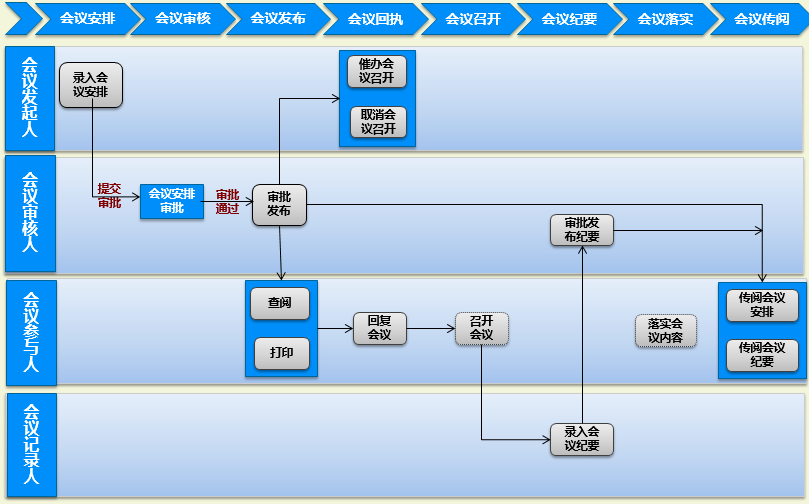 会议安排
会议审核
会议发布
会议回执
会议召开
会议纪要
会议落实
会议传阅
会议发起人
录入会
议安排
催办会
议召开
取消会
议召开
会议审核人
提交
审批
会议安排
审批
审批
通过
审批
发布
审批发
布纪要
会议参与人
查阅
打印
回复
会议
召开
会议
落实会
议内容
传阅会议
安排
传阅会议
纪要
会议记录人
录入会
议纪要